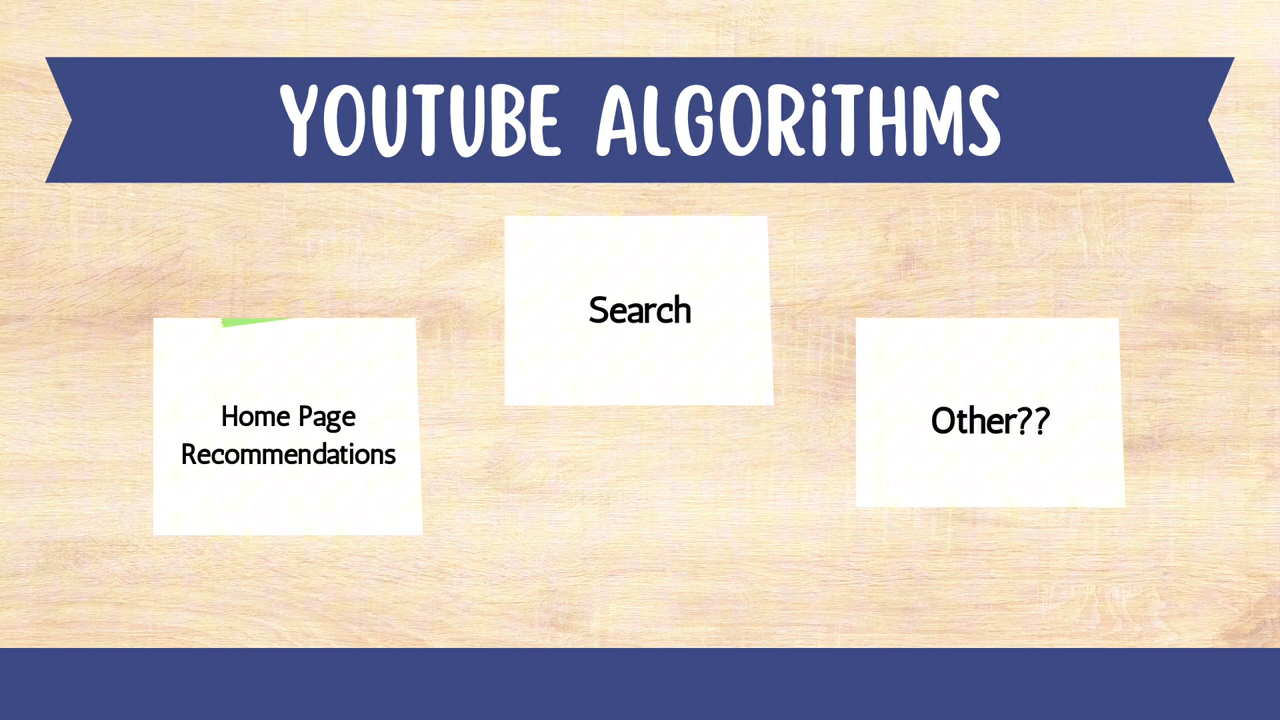 YOUTUBE ALGORiTHMS
Search
Home Page
Recommendations
Other??